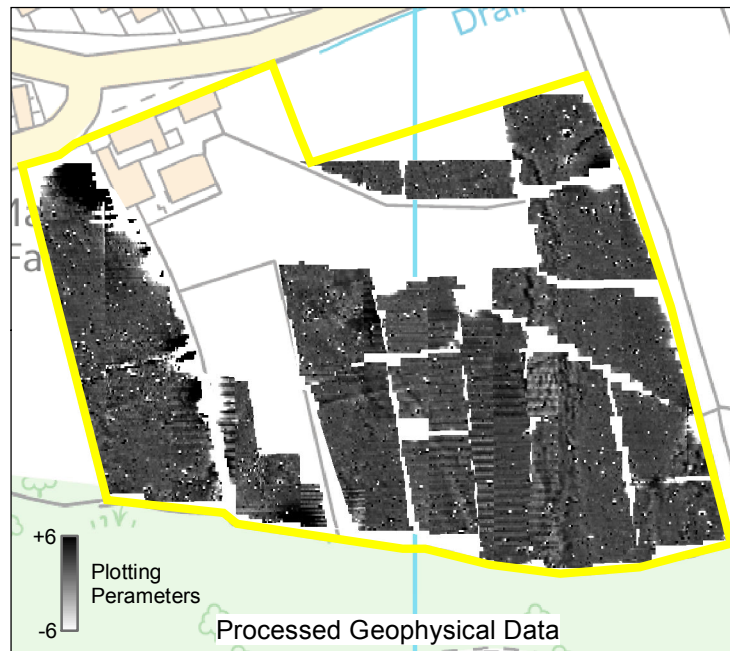 Drai
Ma
Fa
+6
-6
Plotting
Perameters
Processed Geophysical Data